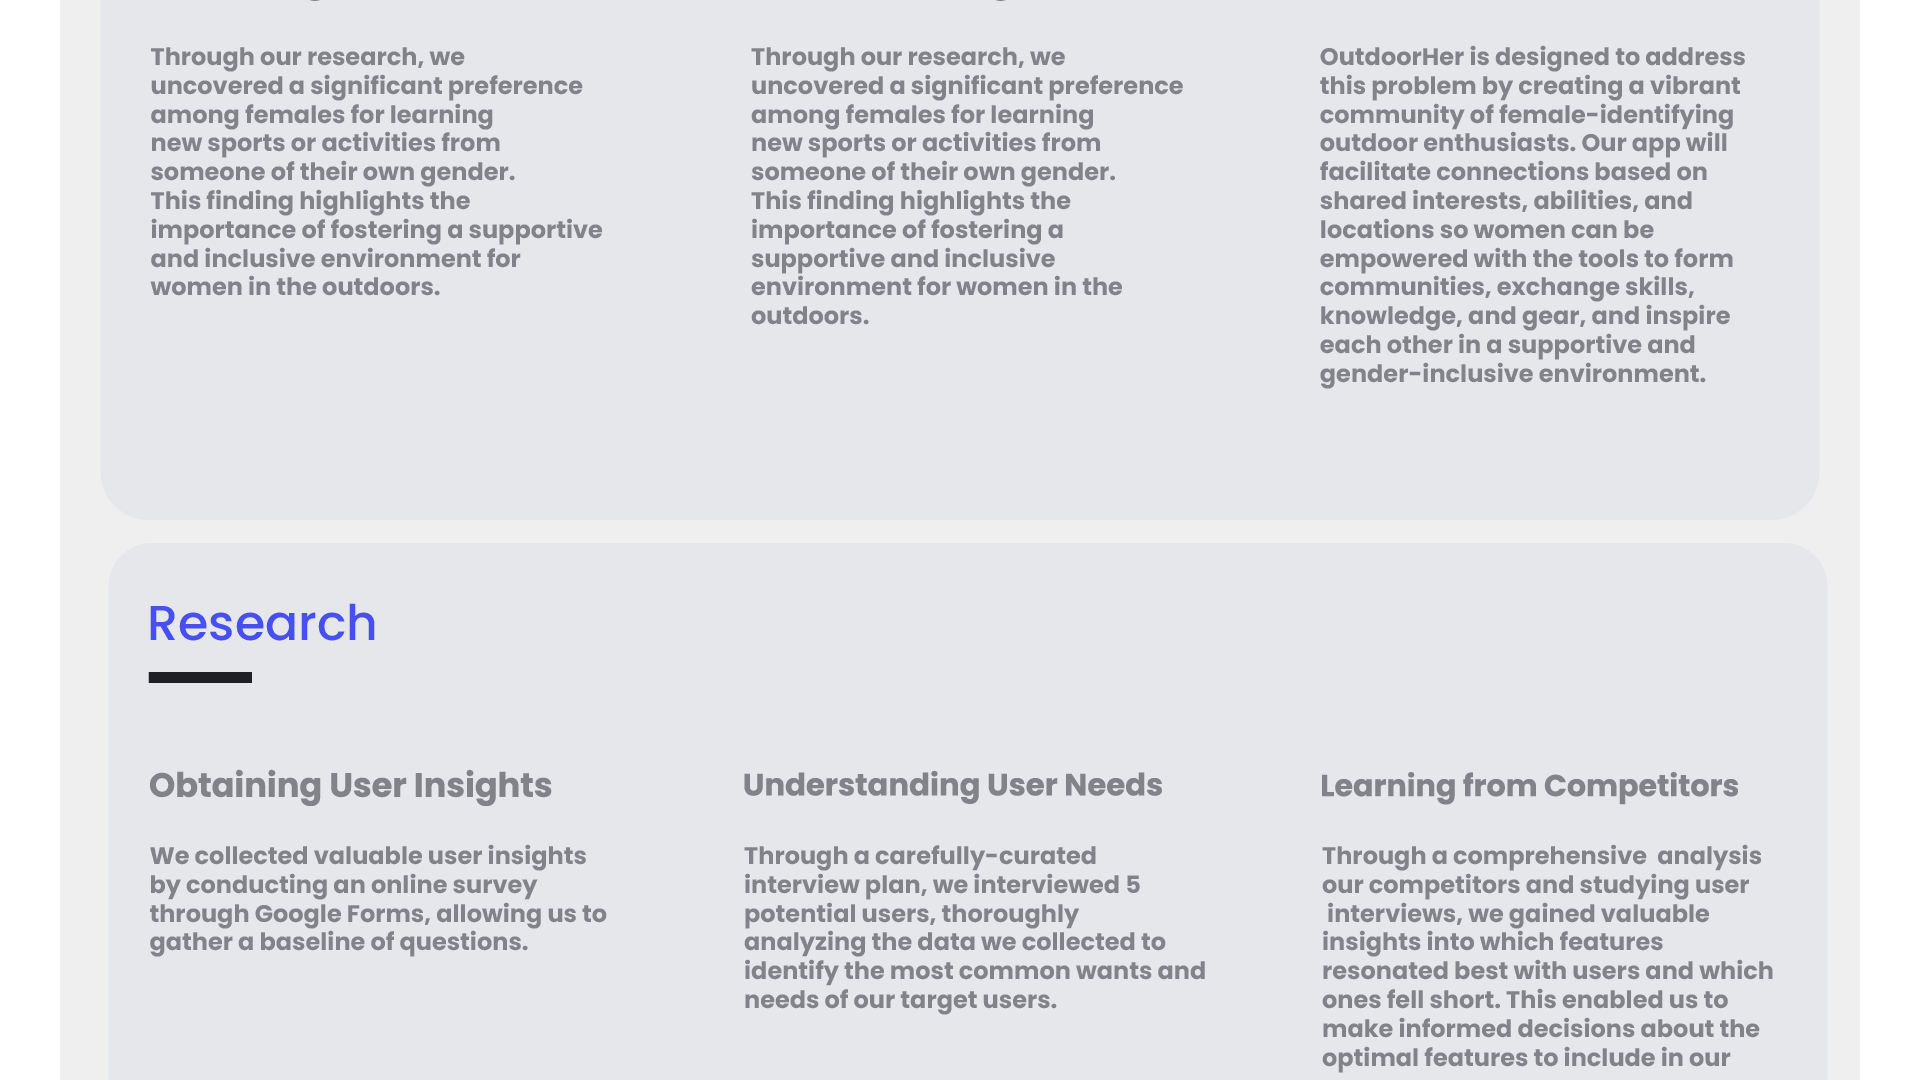 Through our research, we
uncovered a significant preference
among females for learning
new sports or activities from
someone of their own gender.
This finding highlights the
importance of fostering a supportive
and inclusive environment for
women in the outdoors.
Through our research, we
uncovered a significant preference
among females for learning
new sports or activities from
someone of their own gender.
This finding highlights the
importance of fostering a
supportive and inclusive
environment for women in the
outdoors.
OutdoorHer is designed to address
this problem by creating a vibrant
community of female-identifying
outdoor enthusiasts. Our app will
facilitate connections based on
shared interests, abilities, and
locations so women can be
empowered with the tools to form
communities, exchange skills,
knowledge, and gear, and inspire
each other in a supportive and
gender-inclusive environment.
Research
Obtaining User Insights
We collected valuable user insights
by conducting an online survey
through Google Forms, allowing us to
gather a baseline of questions.
Understanding User Needs
Through a carefully-curated
interview plan, we interviewed 5
potential users, thoroughly
analyzing the data we collected to
identify the most common wants and
needs of our target users.
Learning from Competitors
Through a comprehensive  analysis
our competitors and studying user
interviews, we gained valuable
insights into which features
resonated best with users and which
ones fell short. This enabled us to
make informed decisions about the
optimal features to include in our